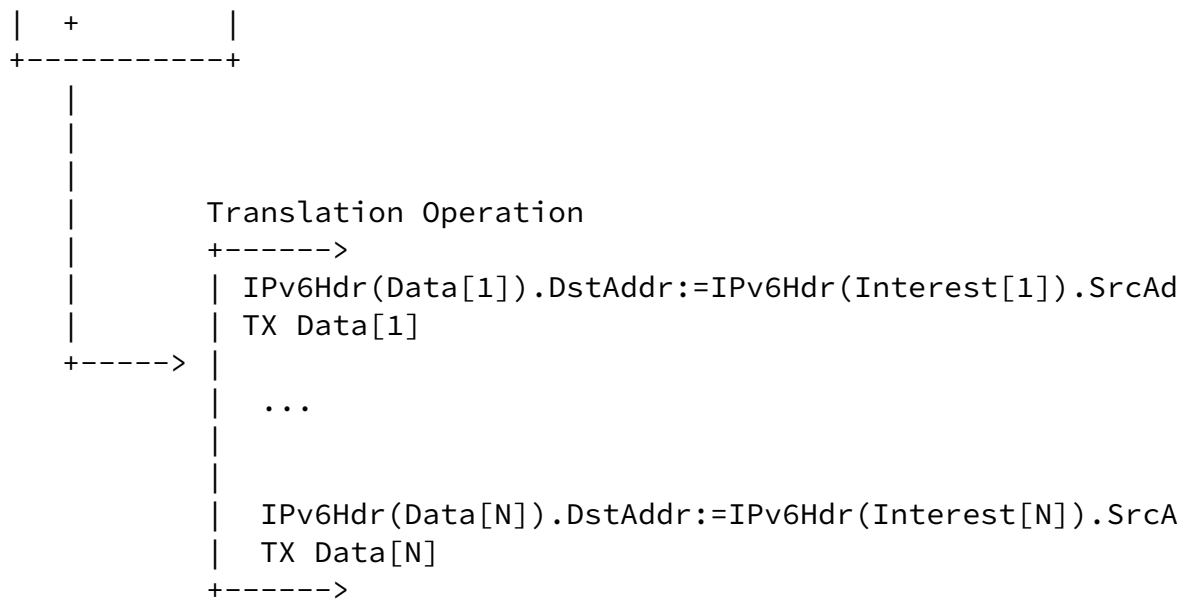 |  +        |
+-----------+
   |
   |
   |
   |       Translation Operation
   |       +------>
   |       | IPv6Hdr(Data[1]).DstAddr:=IPv6Hdr(Interest[1]).SrcAd
   |       | TX Data[1]
   +-----> |
           |  ...
           |
           |
           |  IPv6Hdr(Data[N]).DstAddr:=IPv6Hdr(Interest[N]).SrcA
           |  TX Data[N]
           +------>